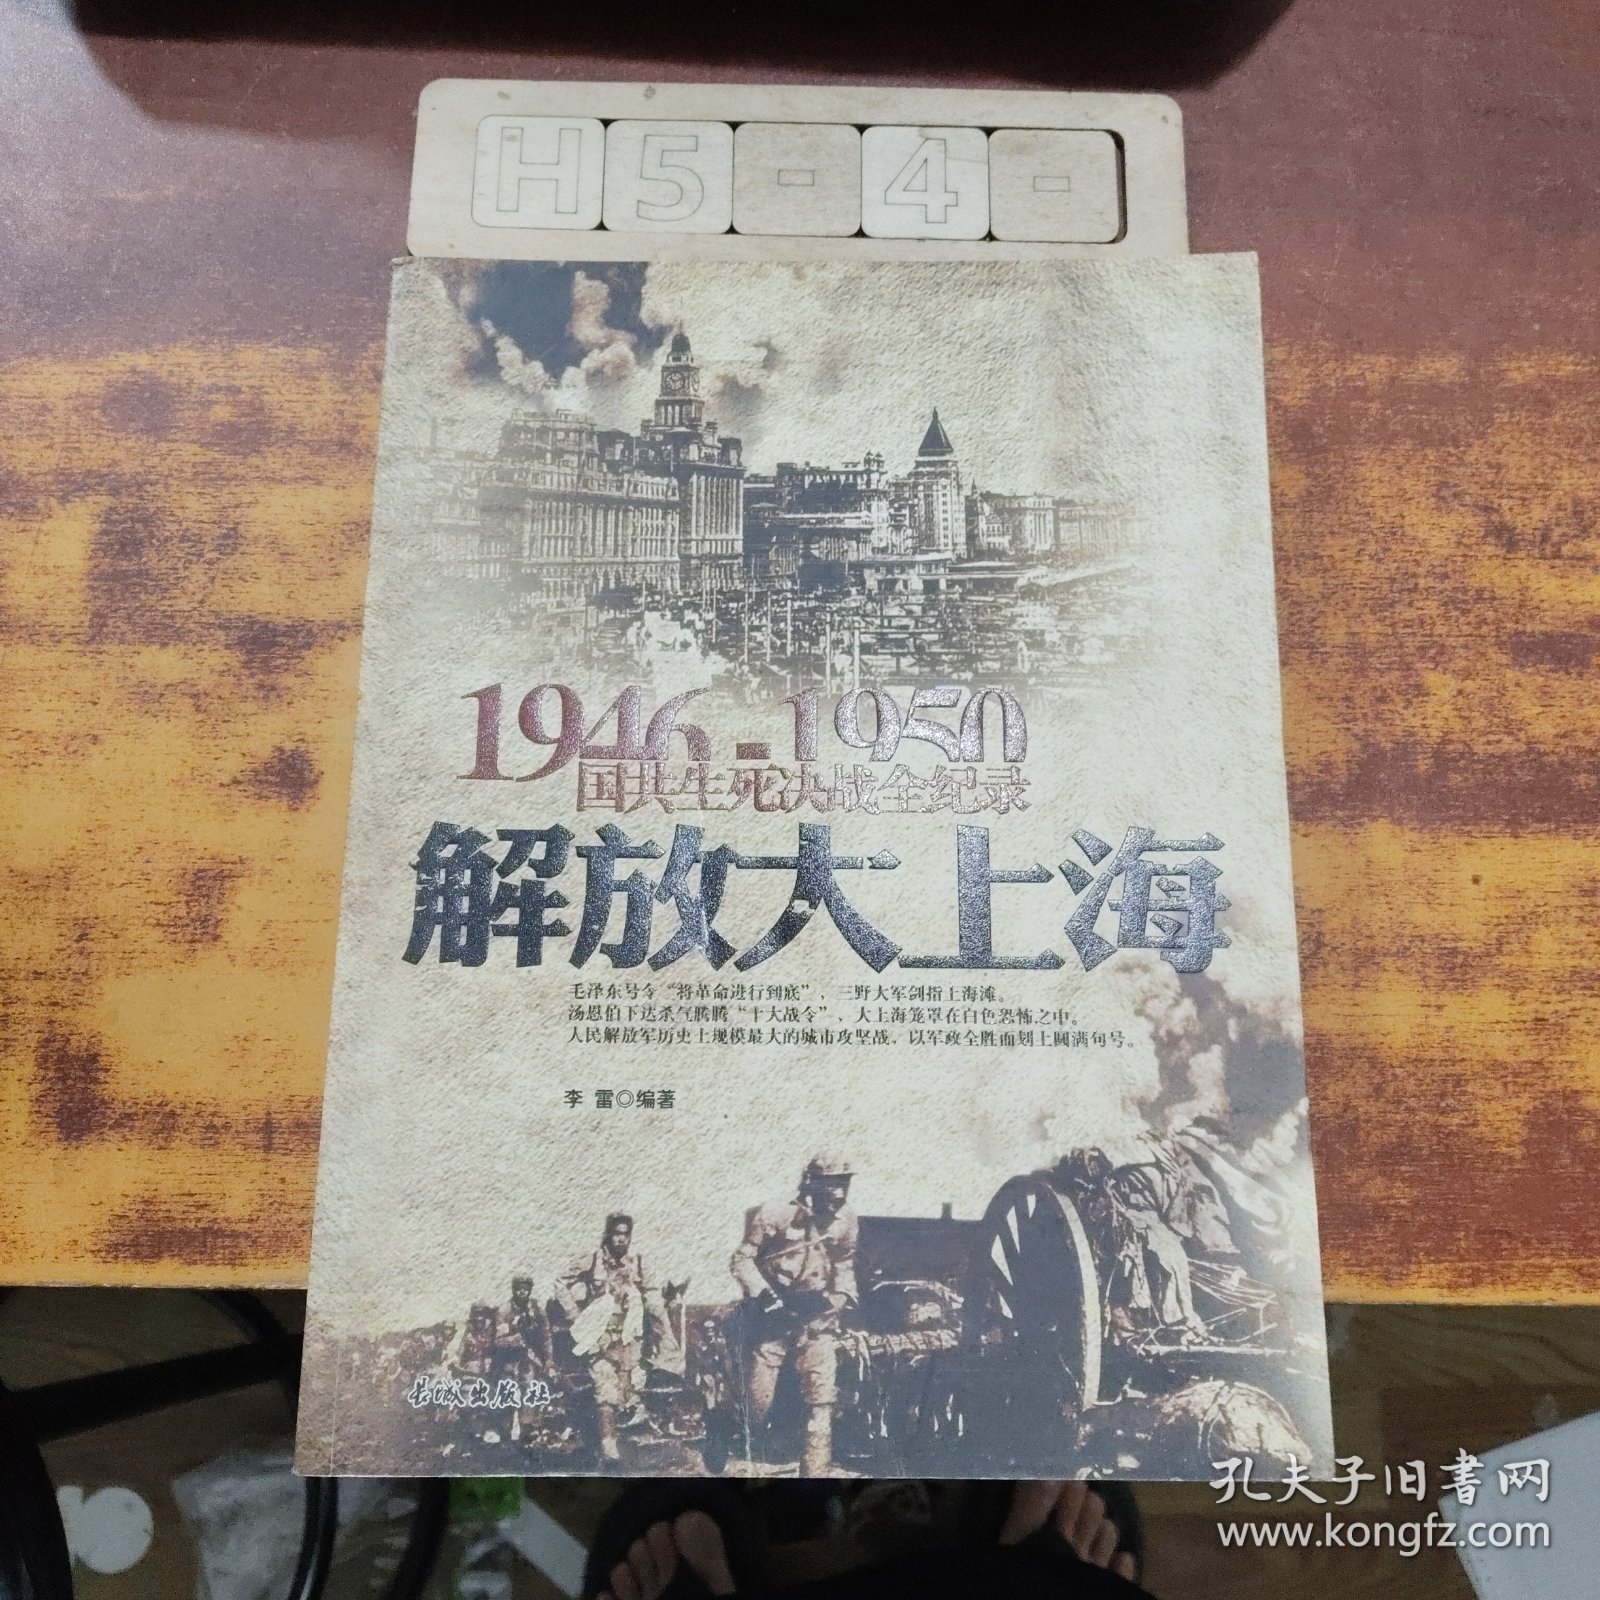 H5-4-
1946-1950
国共生死决战全纪录
解放大上海
毛泽东号令“将革命进行到底”，三野大军剑指上海滩。
汤恩伯下达杀气腾腾“十大战令”，大上海笼罩在白色恐怖之中。
人民解放军历史上规模最大的城市攻坚战，以军政全胜而划上圆满句号。
李 雷◎编著
长城出版社
孔夫子旧书网
www.kongfz.com